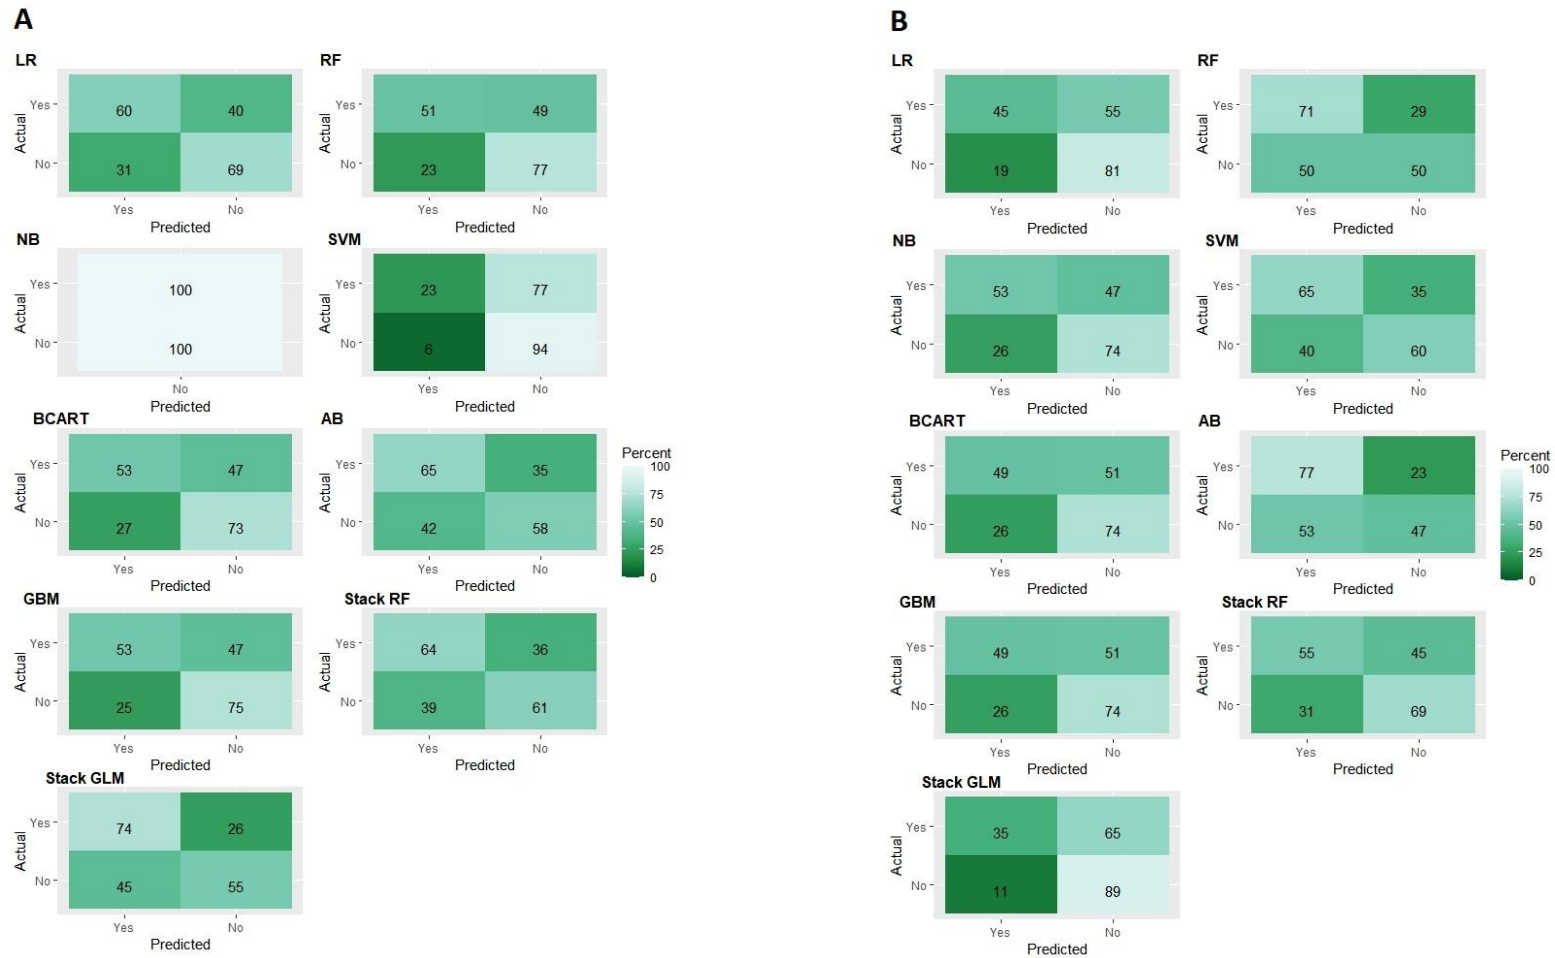 A
LR
Actual
Yes
No
60 40
31 69
Yes No
Predicted
RF
Actual
Yes
No
51 49
23 77
Yes No
Predicted
NB
Actual
Yes
No
100
100
No
Predicted
SVM
Actual
Yes
No
23 77
6 94
Yes No
Predicted
BCART
Actual
Yes
No
53 47
27 73
Yes No
Predicted
AB
Actual
Yes
No
65 35
42 58
Yes No
Predicted
Percent
100
75
50
25
0
GBM
Actual
Yes
No
53 47
25 75
Yes No
Predicted
Stack RF
Actual
Yes
No
64 36
39 61
Yes No
Predicted
Stack GLM
Actual
Yes
No
74 26
45 55
Yes No
Predicted
B
LR
Actual
Yes
No
45 55
19 81
Yes No
Predicted
RF
Actual
Yes
No
71 29
50 50
Yes No
Predicted
NB
Actual
Yes
No
53 47
26 74
Yes No
Predicted
SVM
Actual
Yes
No
65 35
40 60
Yes No
Predicted
BCART
Actual
Yes
No
49 51
26 74
Yes No
Predicted
AB
Actual
Yes
No
77 23
53 47
Yes No
Predicted
Percent
100
75
50
25
0
GBM
Actual
Yes
No
49 51
26 74
Yes No
Predicted
Stack RF
Actual
Yes
No
55 45
31 69
Yes No
Predicted
Stack GLM
Actual
Yes
No
35 65
11 89
Yes No
Predicted